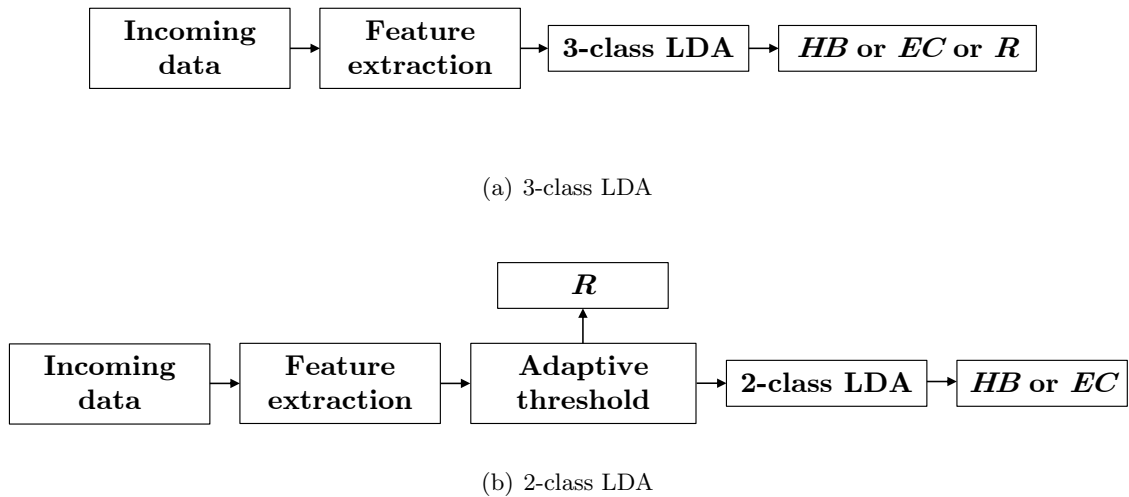 Incoming
data
Feature
extraction
3-class LDA
HB or EC or R
(a) 3-class LDA
R
Incoming
data
Feature
extraction
Adaptive
threshold
2-class LDA
HB or EC
(b) 2-class LDA